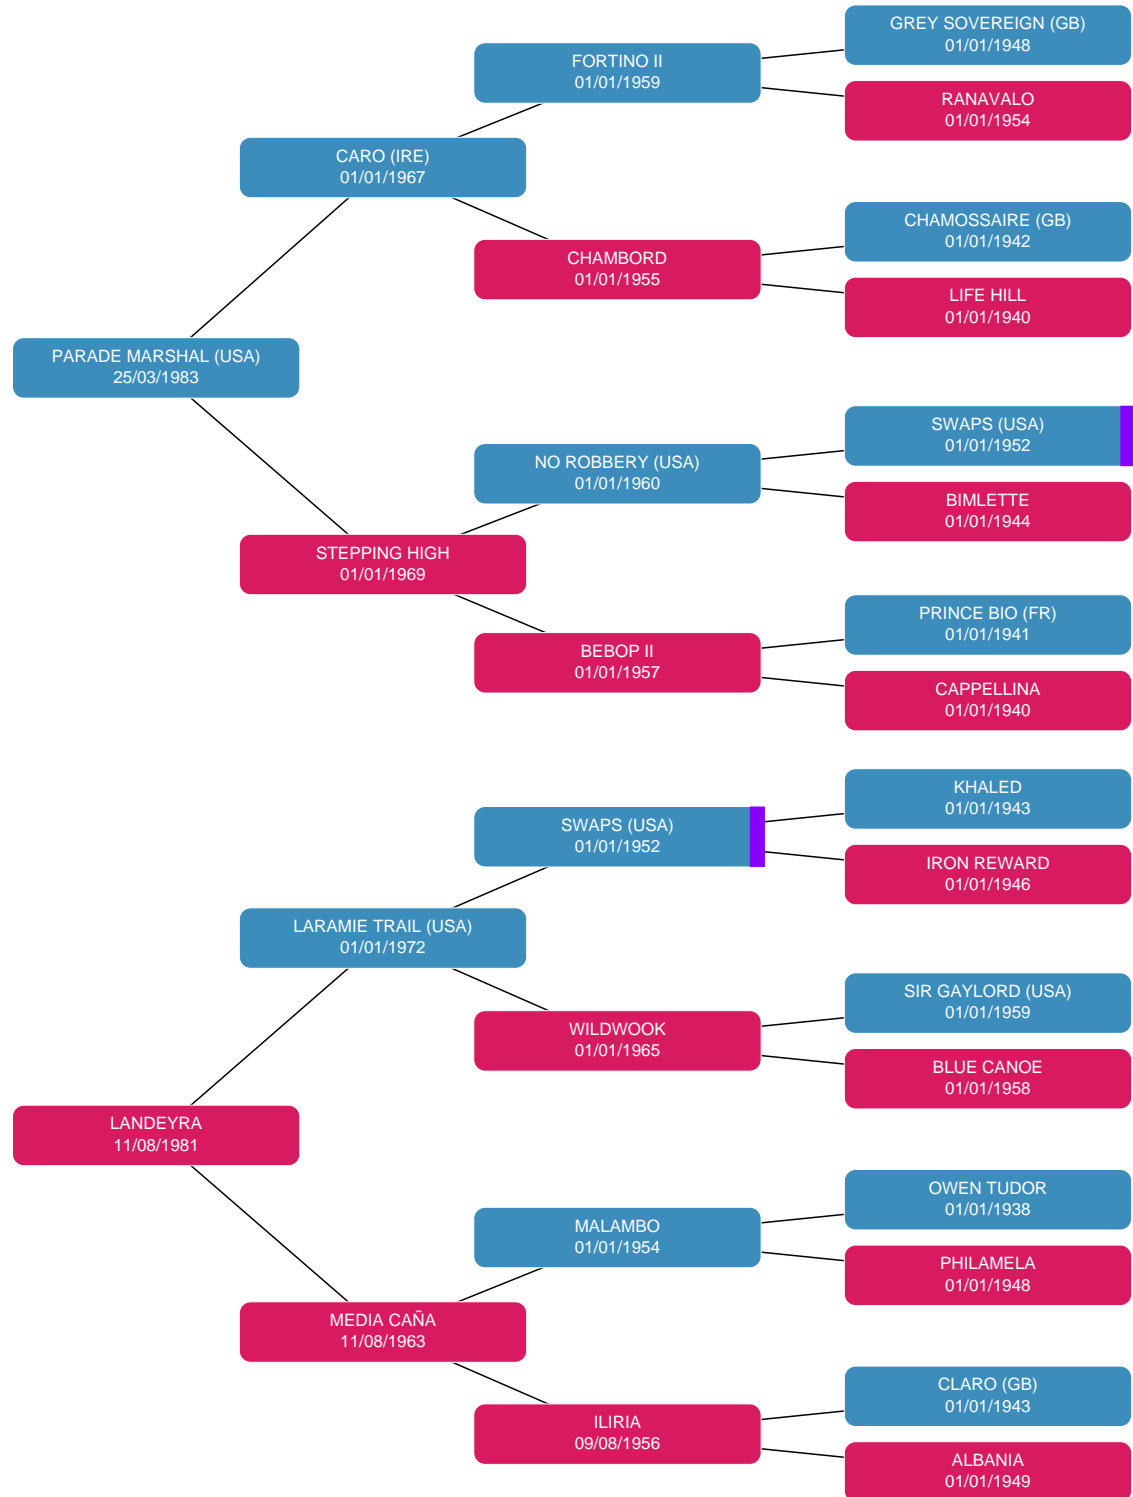 GREY SOVEREIGN (GB)
01/01/1948
FORTINO II
01/01/1959
RANAVALO
01/01/1954
CARO (IRE)
01/01/1967
CHAMOSSAIRE (GB)
01/01/1942
CHAMBORD
01/01/1955
LIFE HILL
01/01/1940
PARADE MARSHAL (USA)
25/03/1983
SWAPS (USA)
01/01/1952
NO ROBBERY (USA)
01/01/1960
BIMLETTE
01/01/1944
STEPPING HIGH
01/01/1969
PRINCE BIO (FR)
01/01/1941
BEBOP II
01/01/1957
CAPPELLINA
01/01/1940
KHALED
01/01/1943
SWAPS (USA)
01/01/1952
IRON REWARD
01/01/1946
LARAMIE TRAIL (USA)
01/01/1972
SIR GAYLORD (USA)
01/01/1959
WILDWOOK
01/01/1965
BLUE CANOE
01/01/1958
LANDEYRA
11/08/1981
OWEN TUDOR
01/01/1938
MALAMBO
01/01/1954
PHILAMELA
01/01/1948
MEDIA CAÑA
11/08/1963
CLARO (GB)
01/01/1943
ILIRIA
09/08/1956
ALBANIA
01/01/1949